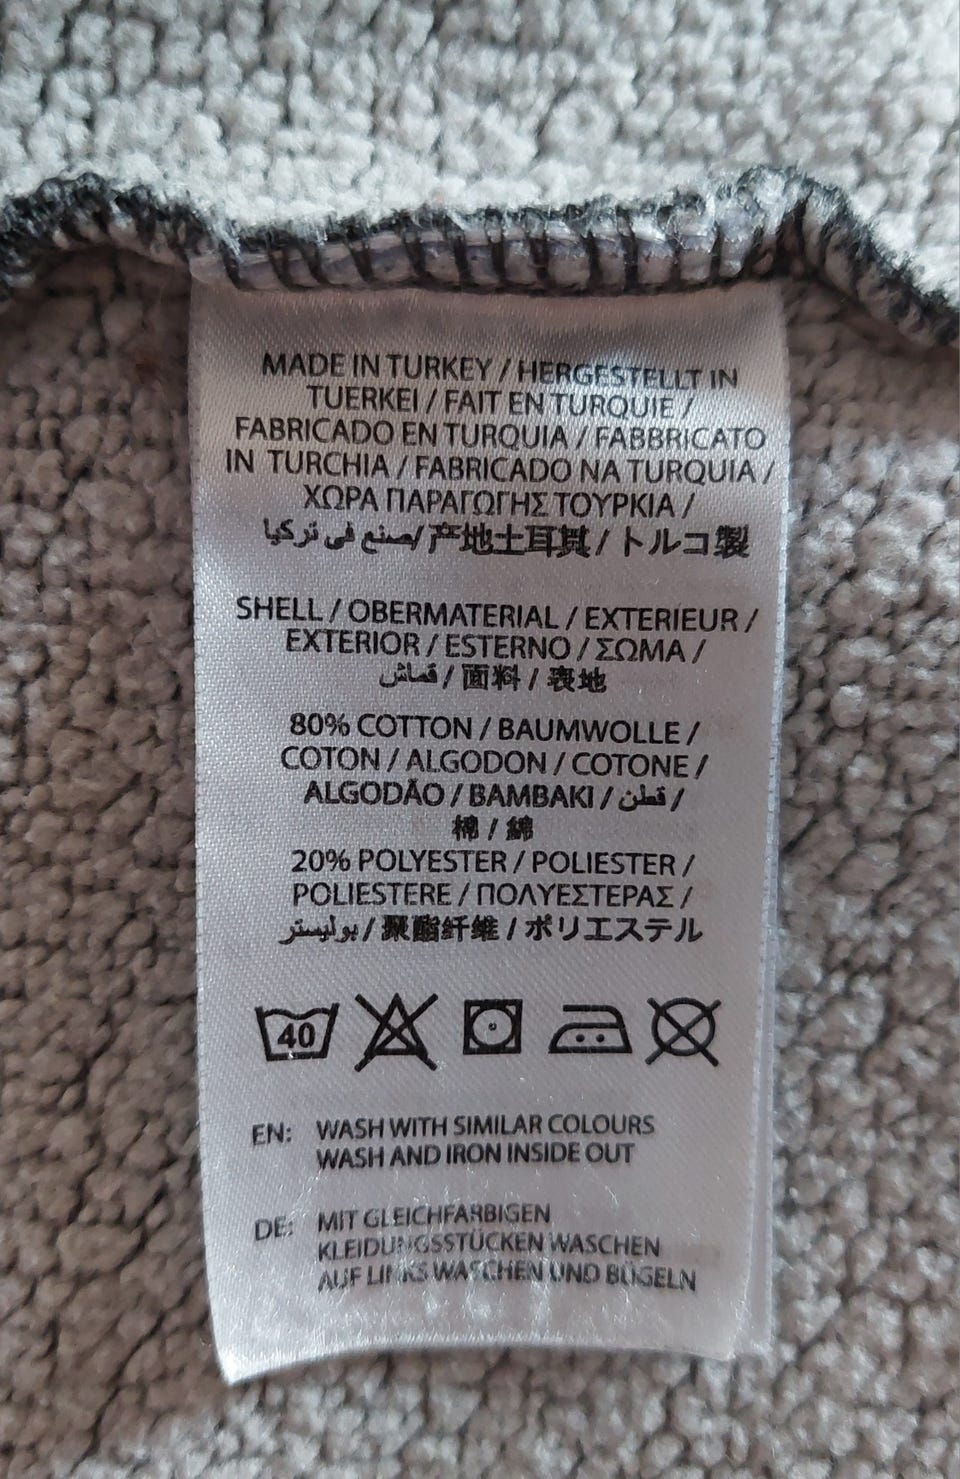 MADE IN TURKEY / HERGESTELLT IN
TUERKEI / FAIT EN TURQUIE /
FABRICADO EN TURQUIA / FABBRICATO
IN TURCHIA / FABRICADO NA TURQUIA /
ΧΩΡΑ ΠΑΡΑΓΩΓΗΣ ΤΟΥΡΚΙΑ /
صنع في تركيا/产地土耳其 / トルコ製
SHELL / OBERMATERIAL / EXTERIEUR /
EXTERIOR / ESTERNO / ΣΩΜΑ /
قماش / 面料 / 表地
80% COTTON / BAUMWOLLE /
COTON / ALGODON / COTONE /
ALGODÃO / BAMBAKI / قطن /
棉 / 綿
20% POLYESTER / POLIESTER /
POLIESTERE / ΠΟΛΥΕΣΤΕΡΑΣ /
بوليستر / 聚酯纤维 / ポリエステル
40
EN: WASH WITH SIMILAR COLOURS
WASH AND IRON INSIDE OUT
DE: MIT GLEICHFARBIGEN
KLEIDUNGSSTÜCKEN WASCHEN
AUF LINKS WASCHEN UND BÜGELN